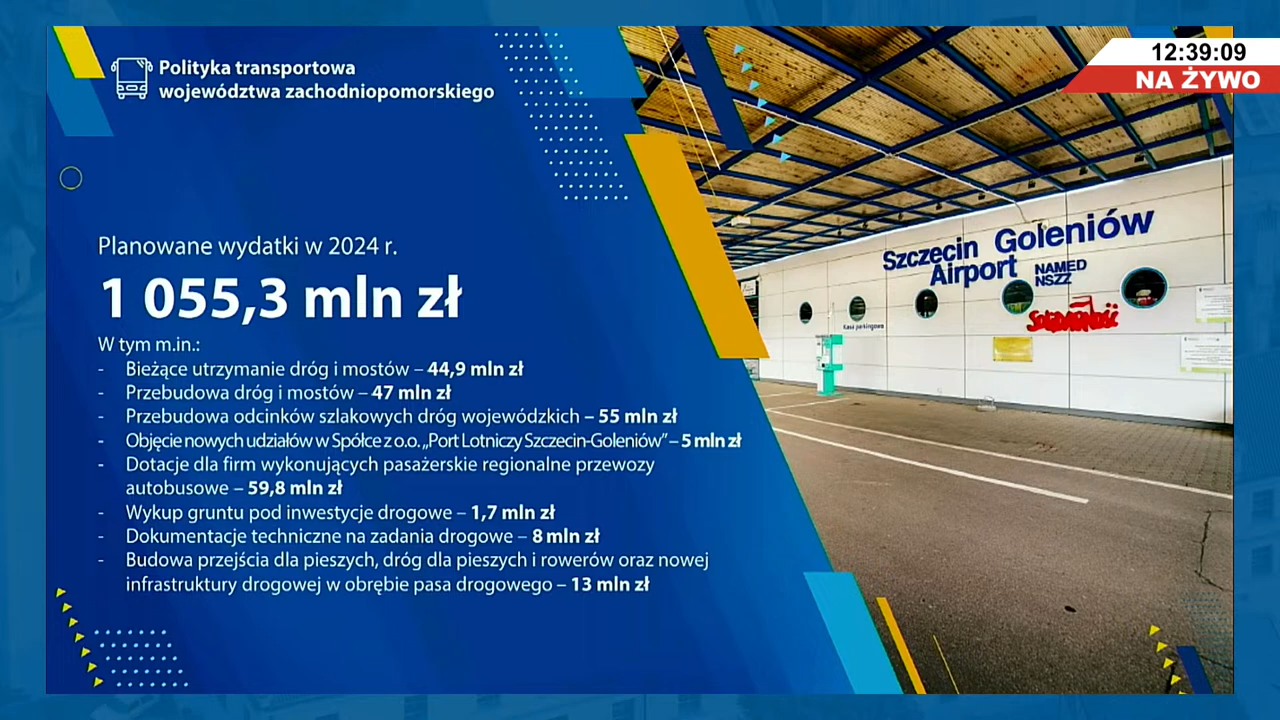 Polityka transportowa
województwa zachodniopomorskiego
12:39:09
NA ŻYWO
Planowane wydatki w 2024 r.
1 055,3 mln zł
W tym m.in.:
- Bieżące utrzymanie dróg i mostów – 44,9 mln zł
- Przebudowa dróg i mostów – 47 mln zł
- Przebudowa odcinków szlakowych dróg wojewódzkich – 55 mln zł
- Objęcie nowych udziałów w Spółce z o.o. „Port Lotniczy Szczecin-Goleniów” – 5 mln zł
- Dotacje dla firm wykonujących pasażerskie regionalne przewozy
autobusowe – 59,8 mln zł
- Wykup gruntu pod inwestycje drogowe – 1,7 mln zł
- Dokumentacje techniczne na zadania drogowe – 8 mln zł
- Budowa przejścia dla pieszych, dróg dla pieszych i rowerów oraz nowej
infrastruktury drogowej w obrębie pasa drogowego – 13 mln zł
Szczecin Goleniów
Airport NAMED
NSZZ
SOLIDARNOŚĆ
Kasa parkingowa